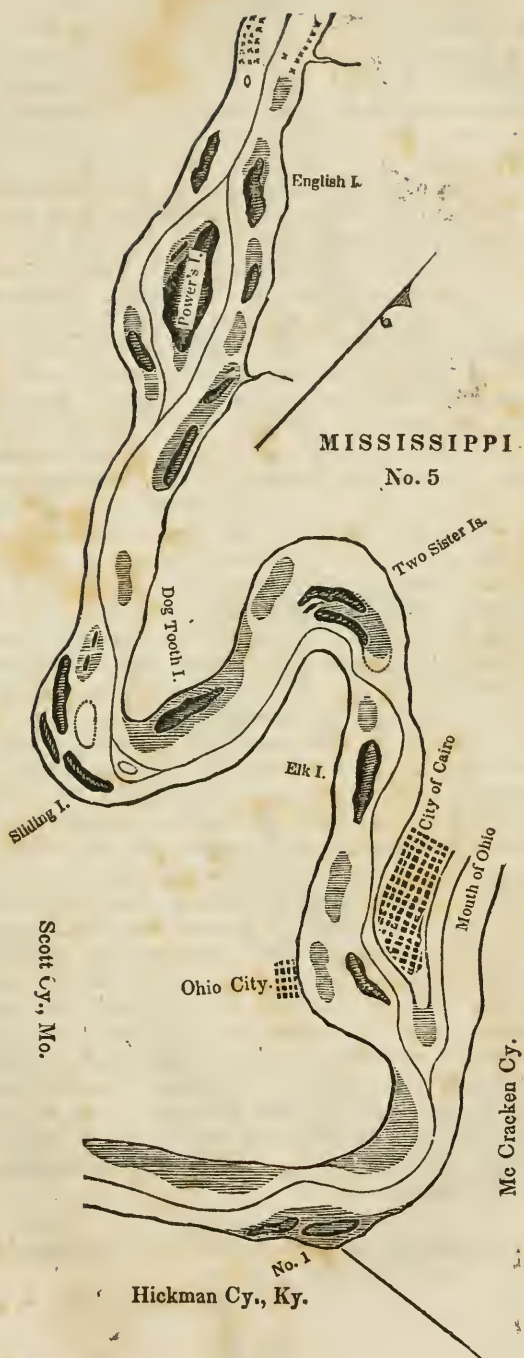 English I.
Power's I.
MISSISSIPPI
No. 5
Two Sister Is.
Dog Tooth I.
Elk I.
Sliding I.
City of Cairo
Mouth of Ohio
Scott Cy., Mo.
Ohio City.
Mc Cracken Cy.
No. 1
Hickman Cy., Ky.